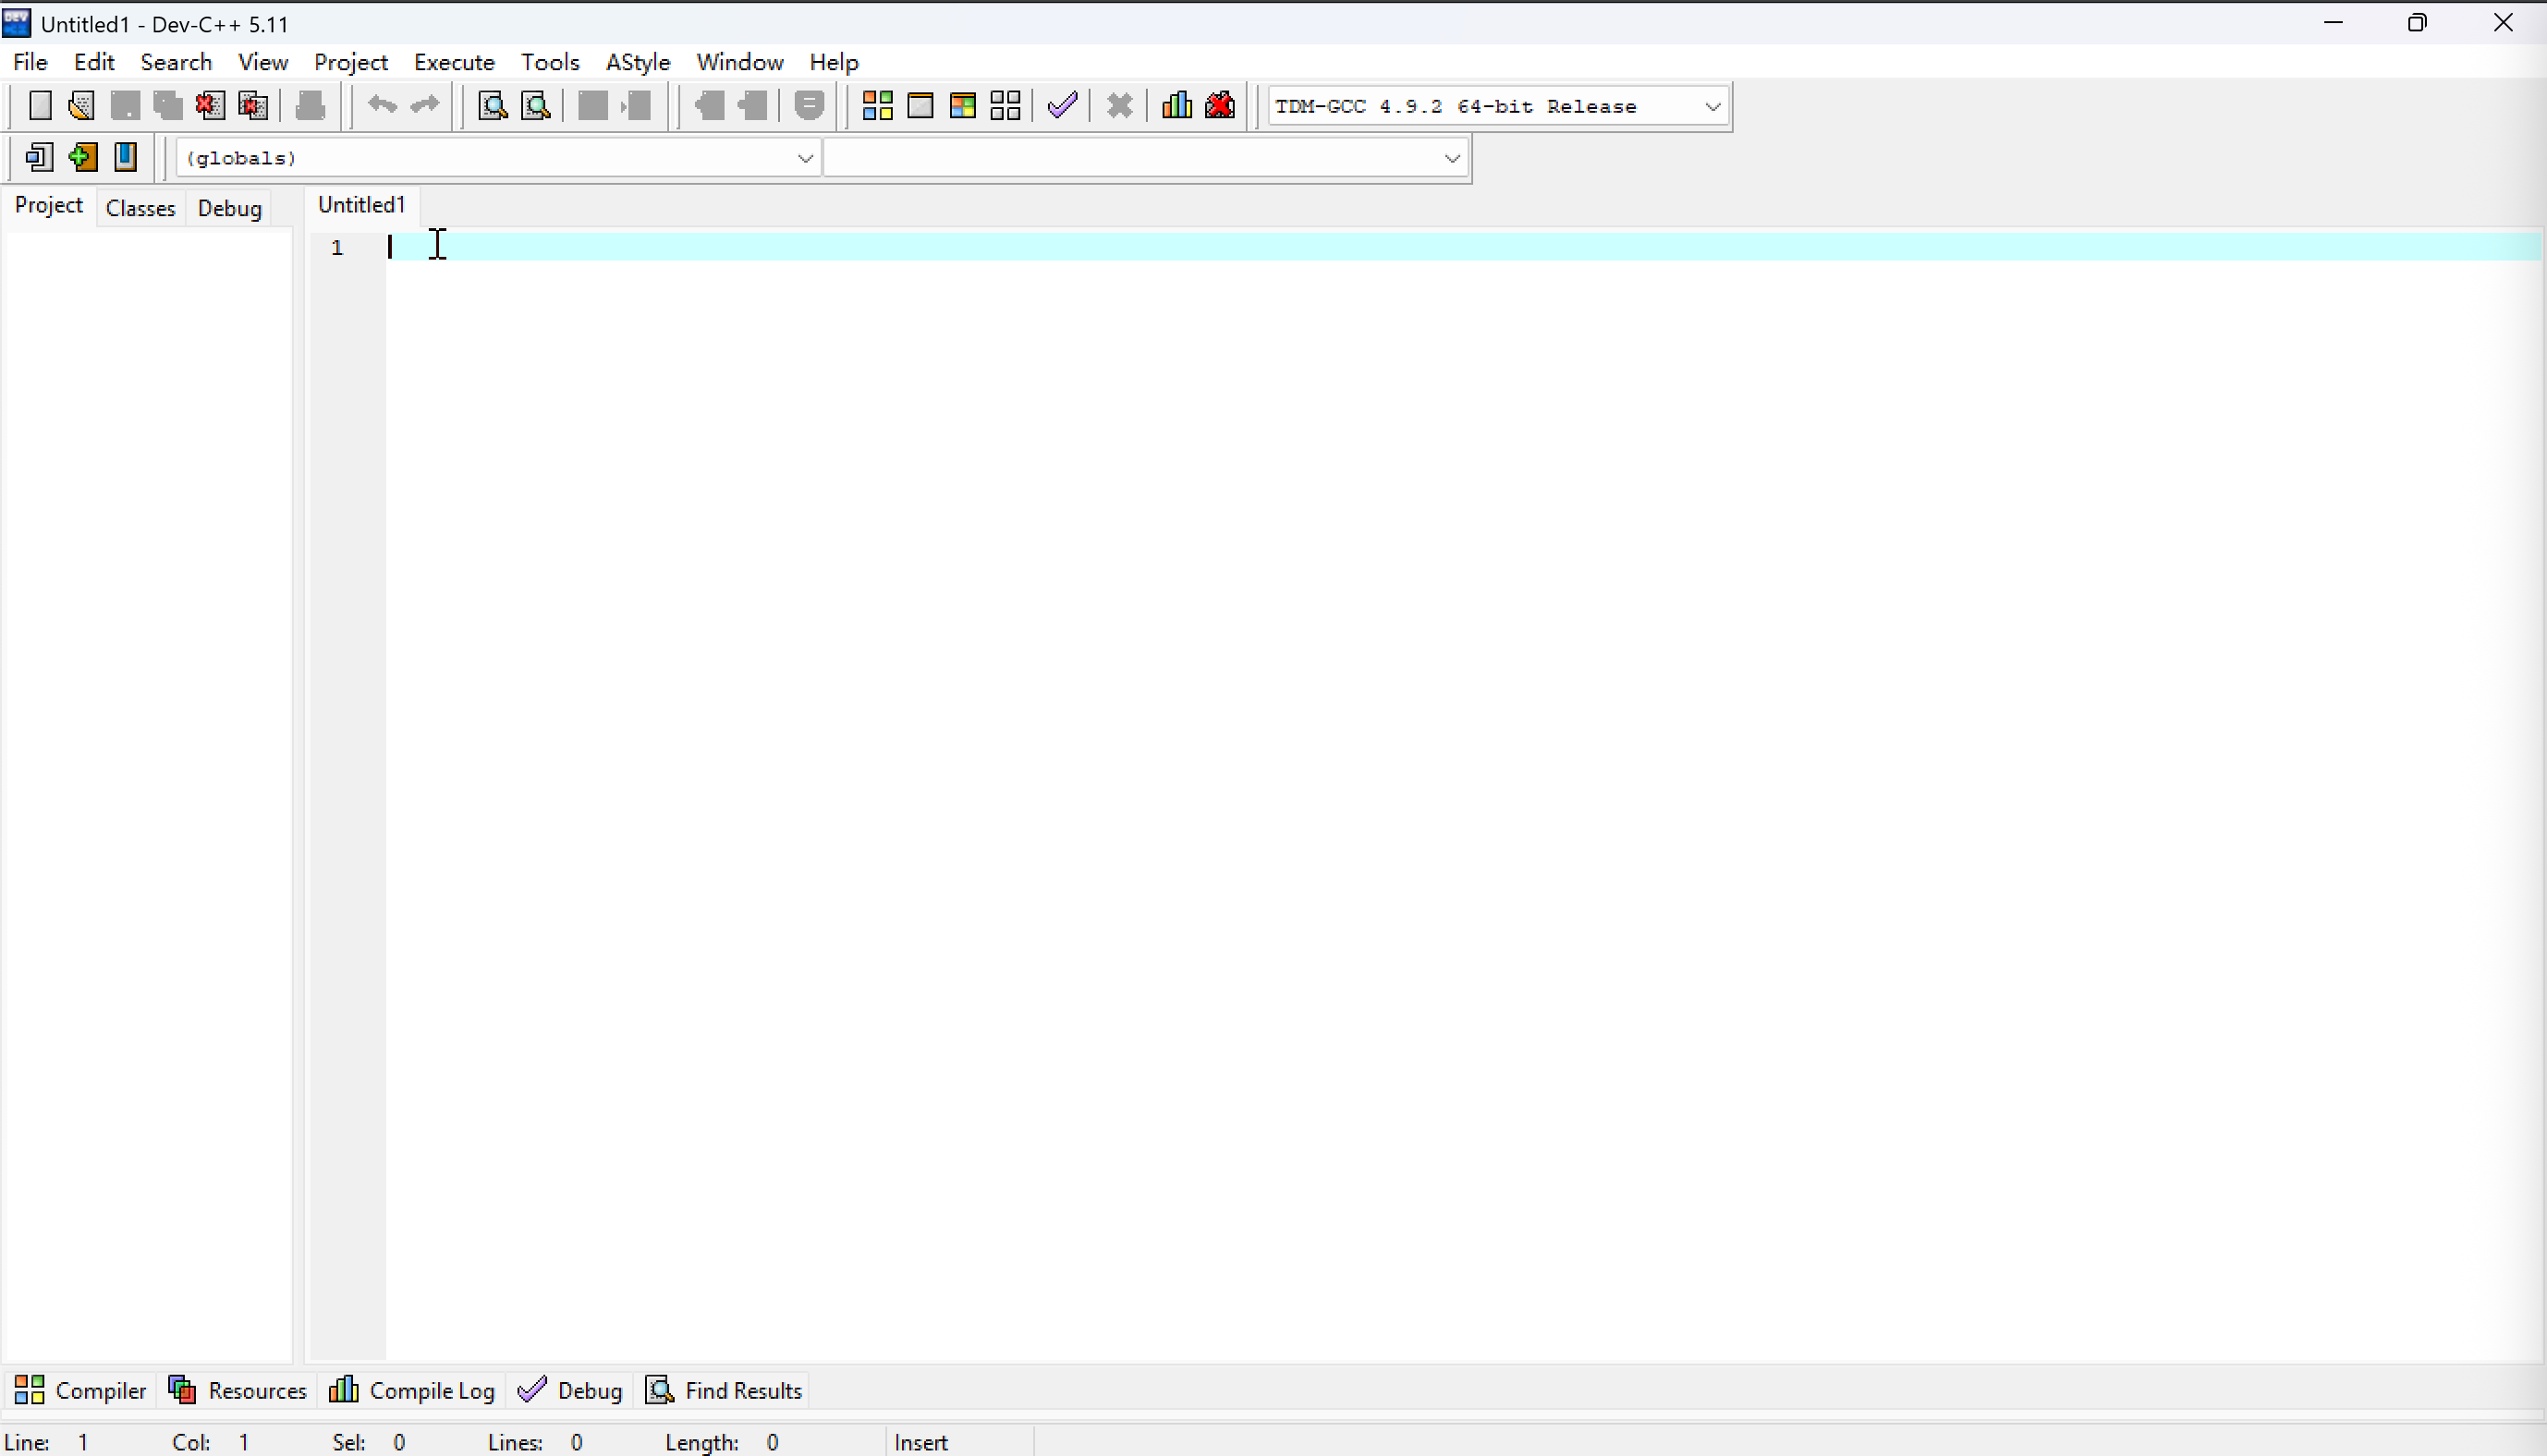 Untitled1 - Dev-C++ 5.11
File Edit Search View Project Execute Tools AStyle Window Help
TDM-GCC 4.9.2 64-bit Release
(globals)
Project Classes Debug Untitled1
1
Compiler Resources Compile Log Debug Find Results
Line: 1 Col: 1 Sel: 0 Lines: 0 Length: 0 Insert